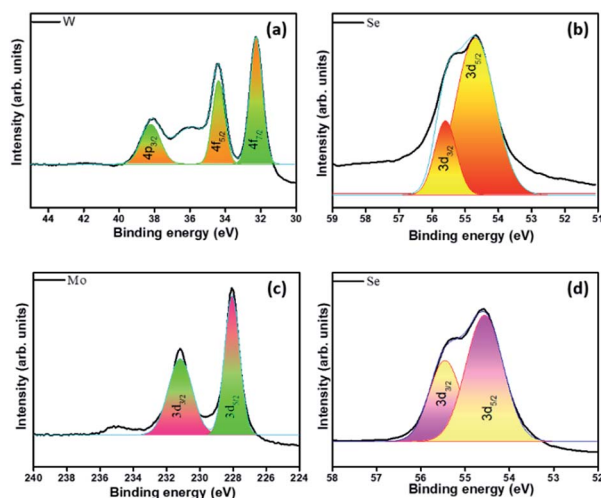 W
(a)
Intensity (arb. units)
4p3/2
4f5/2
4f7/2
44 42 40 38 36 34 32 30
Binding energy (eV)
Se
(b)
Intensity (arb. units)
3d5/2
3d3/2
59 58 57 56 55 54 53 52 51
Binding energy (eV)
Mo
(c)
Intensity (arb. units)
3d3/2
3d5/2
240 238 236 234 232 230 228 226 224
Binding energy (eV)
Se
(d)
Intensity (arb. units)
3d3/2
3d5/2
58 57 56 55 54 53 52
Binding energy (eV)